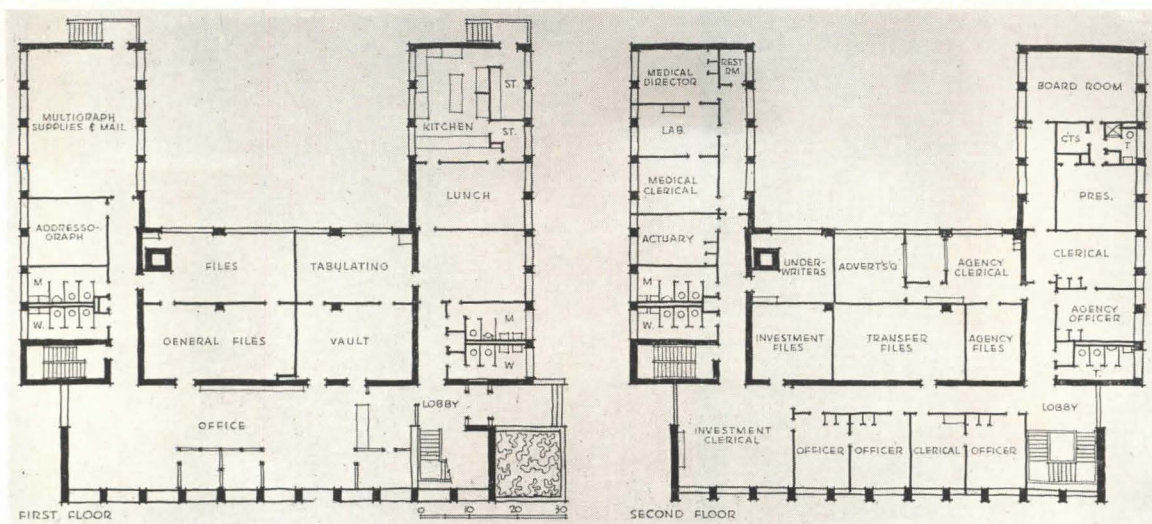 MULTIGRAPH
SUPPLIES & MAIL
ADDRESSO-
GRAPH
M
W.
FILES
TABULATING
GENERAL FILES
VAULT
KITCHEN
ST.
ST.
LUNCH
M
W
LOBBY
OFFICE
FIRST FLOOR
0 10 20 30
MEDICAL
DIRECTOR
REST
RM
LAB.
MEDICAL
CLERICAL
ACTUARY
M
W.
UNDER-
WRITERS
ADVERTS'G
AGENCY
CLERICAL
INVESTMENT
FILES
TRANSFER
FILES
AGENCY
FILES
BOARD ROOM
CTS
T
PRES.
CLERICAL
AGENCY
OFFICER
T.
LOBBY
INVESTMENT
CLERICAL
OFFICER
OFFICER
CLERICAL
OFFICER
SECOND FLOOR